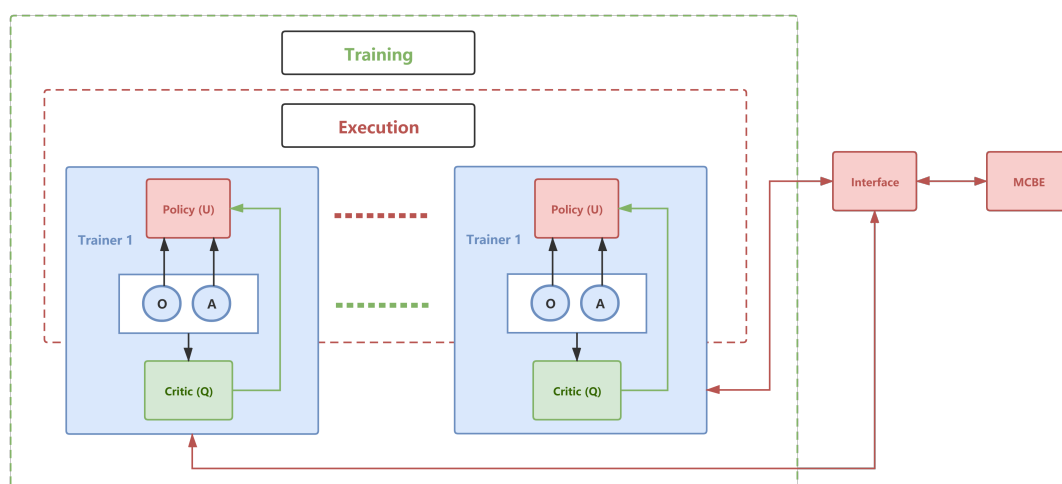 Training
Execution
Policy (U)
Trainer 1
O
A
Critic (Q)
Policy (U)
Trainer 1
O
A
Critic (Q)
Interface
MCBE